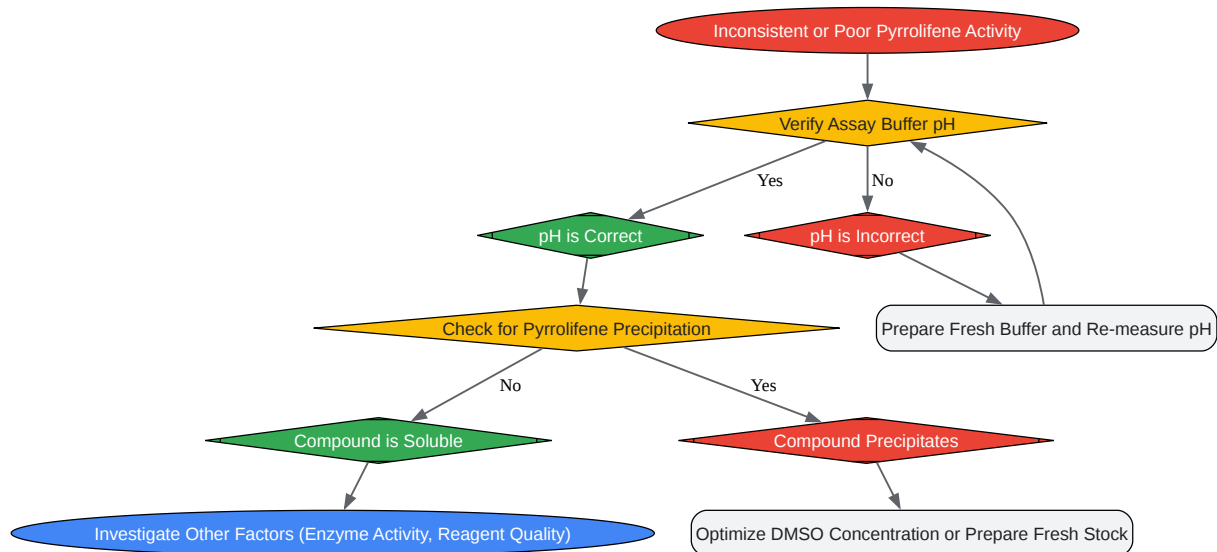 Inconsistent or Poor Pyrrolifene Activity
Verify Assay Buffer pH
Yes
No
pH is Correct
pH is Incorrect
Check for Pyrrolifene Precipitation
Prepare Fresh Buffer and Re-measure pH
No
Yes
Compound is Soluble
Compound Precipitates
Investigate Other Factors (Enzyme Activity, Reagent Quality)
Optimize DMSO Concentration or Prepare Fresh Stock